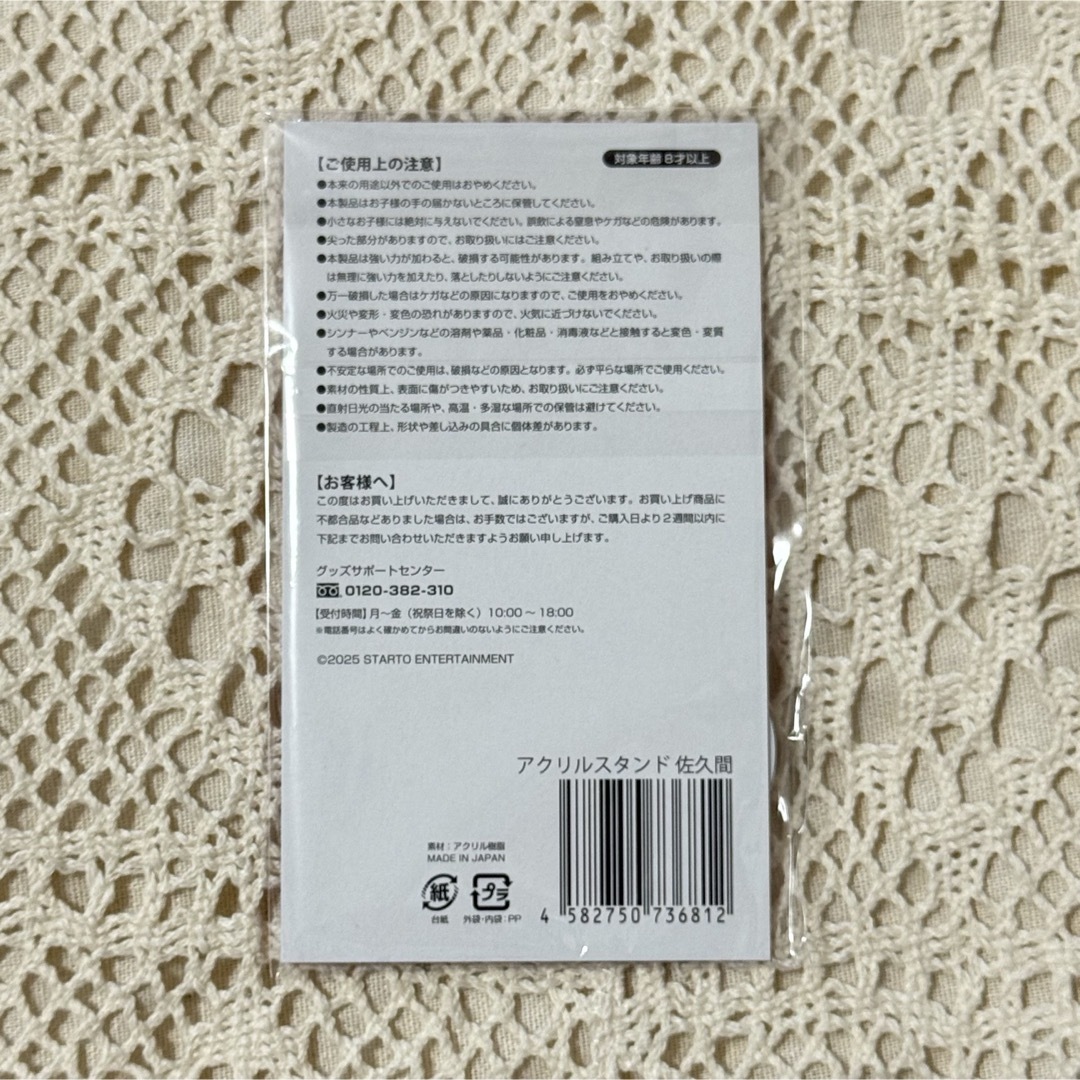 【ご使用上の注意】
対象年齢 8才以上
●本来の用途以外でのご使用はおやめください。
●本製品はお子様の手の届かないところに保管してください。
●小さなお子様には絶対に与えないでください。誤飲による窒息やケガなどの危険があります。
●尖った部分がありますので、お取り扱いにはご注意ください。
●本製品は強い力が加わると、破損する可能性があります。組み立てや、お取り扱いの際
は無理に強い力を加えたり、落としたりしないようにご注意ください。
●万一破損した場合はケガなどの原因になりますので、ご使用をおやめください。
●火災や変形・変色の恐れがありますので、火気に近づけないでください。
●シンナーやベンジンなどの溶剤や薬品・化粧品・消毒液などと接触すると変色・変質
する場合があります。
●不安定な場所でのご使用は、破損などの原因となります。必ず平らな場所でご使用ください。
●素材の性質上、表面に傷がつきやすいため、お取り扱いにご注意ください。
●直射日光の当たる場所や、高温・多湿な場所での保管は避けてください。
●製造の工程上、形状や差し込みの具合に個体差があります。
【お客様へ】
この度はお買い上げいただきまして、誠にありがとうございます。お買い上げ商品に
不都合品などありました場合は、お手数ではございますが、ご購入日より2週間以内に
下記までお問い合わせいただきますようお願い申し上げます。
グッズサポートセンター
0120-382-310
【受付時間】月〜金（祝祭日を除く）10:00〜18:00
※電話番号はよく確かめてからお間違いのないようにご注意ください。
©2025 STARTO ENTERTAINMENT
アクリルスタンド 佐久間
素材：アクリル樹脂
MADE IN JAPAN
紙 プラ
台紙 外袋・内袋：PP
4 582750 736812